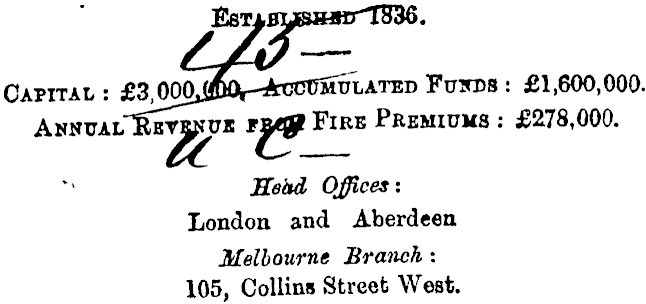 ESTABLISHED 1836.
CAPITAL : £3,000,000, ACCUMULATED FUNDS : £1,600,000.
ANNUAL REVENUE FROM FIRE PREMIUMS : £278,000.
Head Offices :
London and Aberdeen
Melbourne Branch :
105, Collins Street West.